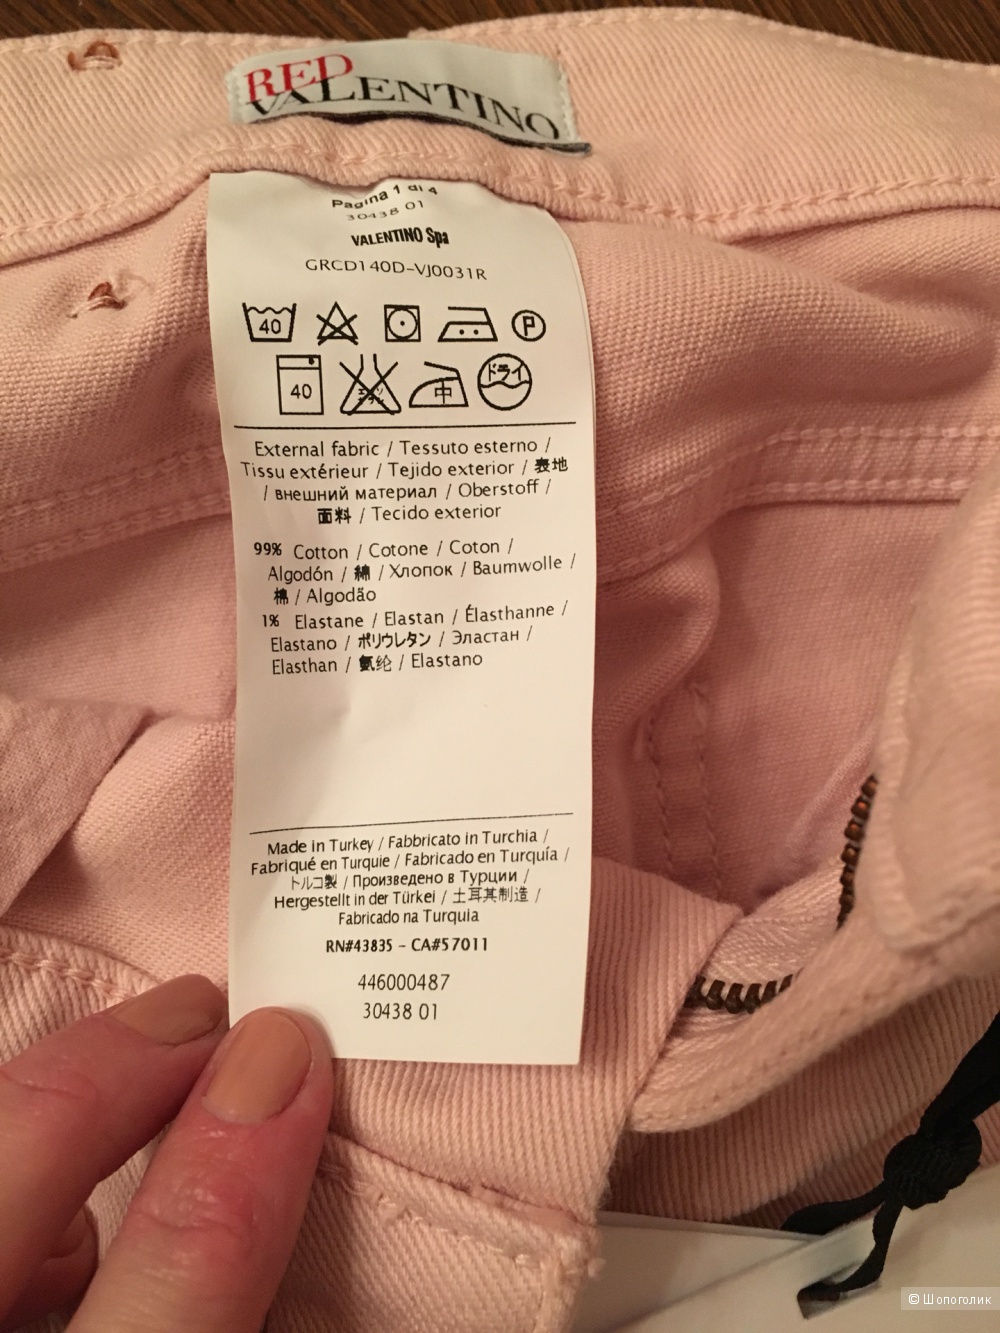 RED
VALENTINO
Pagina 1 di 4
30438 01
VALENTINO Spa
GRCD140D-VJ0031R
40
P
40 エンソ 中 ドライ
External fabric / Tessuto esterno /
Tissu extérieur / Tejido exterior / 表地
/ внешний материал / Oberstoff /
面料 / Tecido exterior
99% Cotton / Cotone / Coton /
Algodón / 綿 / Хлопок / Baumwolle /
棉 / Algodão
1% Elastane / Elastan / Élasthanne /
Elastano / ポリウレタン / Эластан /
Elasthan / 氨纶 / Elastano
Made in Turkey / Fabbricato in Turchia /
Fabriqué en Turquie / Fabricado en Turquía /
トルコ製 / Произведено в Турции /
Hergestellt in der Türkei / 土耳其制造 /
Fabricado na Turquia
RN#43835 - CA#57011
446000487
30438 01
© Шопоголик